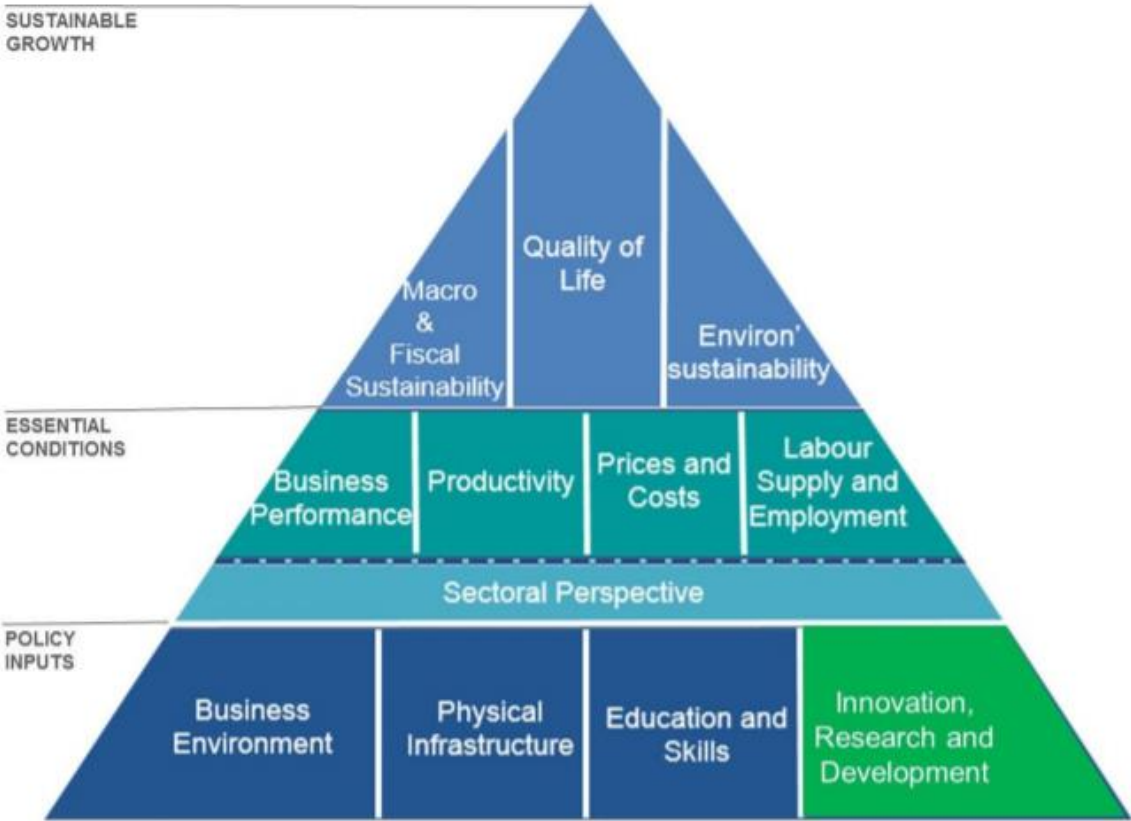 SUSTAINABLE
GROWTH
Quality of
Life
Macro
&
Fiscal
Sustainability
Environ’
sustainability
ESSENTIAL
CONDITIONS
Business
Performance
Productivity
Prices and
Costs
Labour
Supply and
Employment
Sectoral Perspective
POLICY
INPUTS
Business
Environment
Physical
Infrastructure
Education and
Skills
Innovation,
Research and
Development